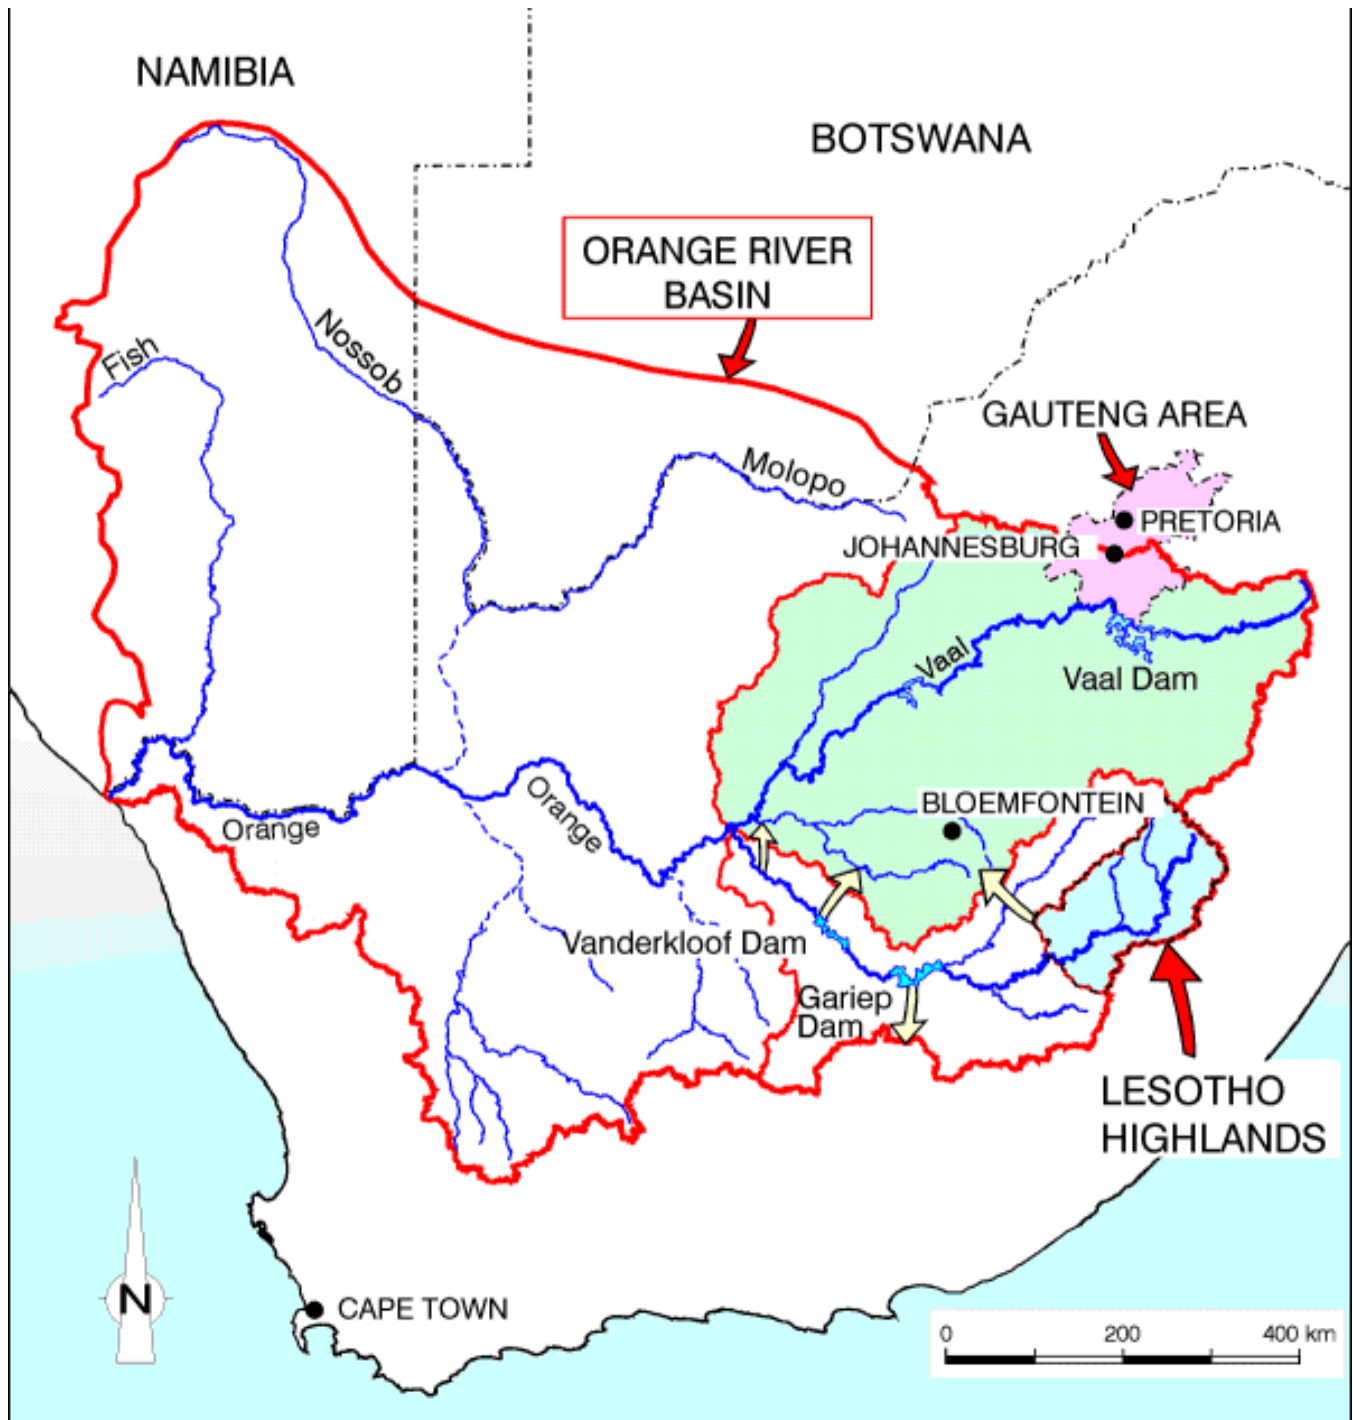 NAMIBIA
BOTSWANA
ORANGE RIVER
BASIN
Fish
Nossob
GAUTENG AREA
Molopo
PRETORIA
JOHANNESBURG
Vaal
Vaal Dam
Orange
Orange
BLOEMFONTEIN
Vanderkloof Dam
Gariep
Dam
LESOTHO
HIGHLANDS
N
CAPE TOWN
0 200 400 km